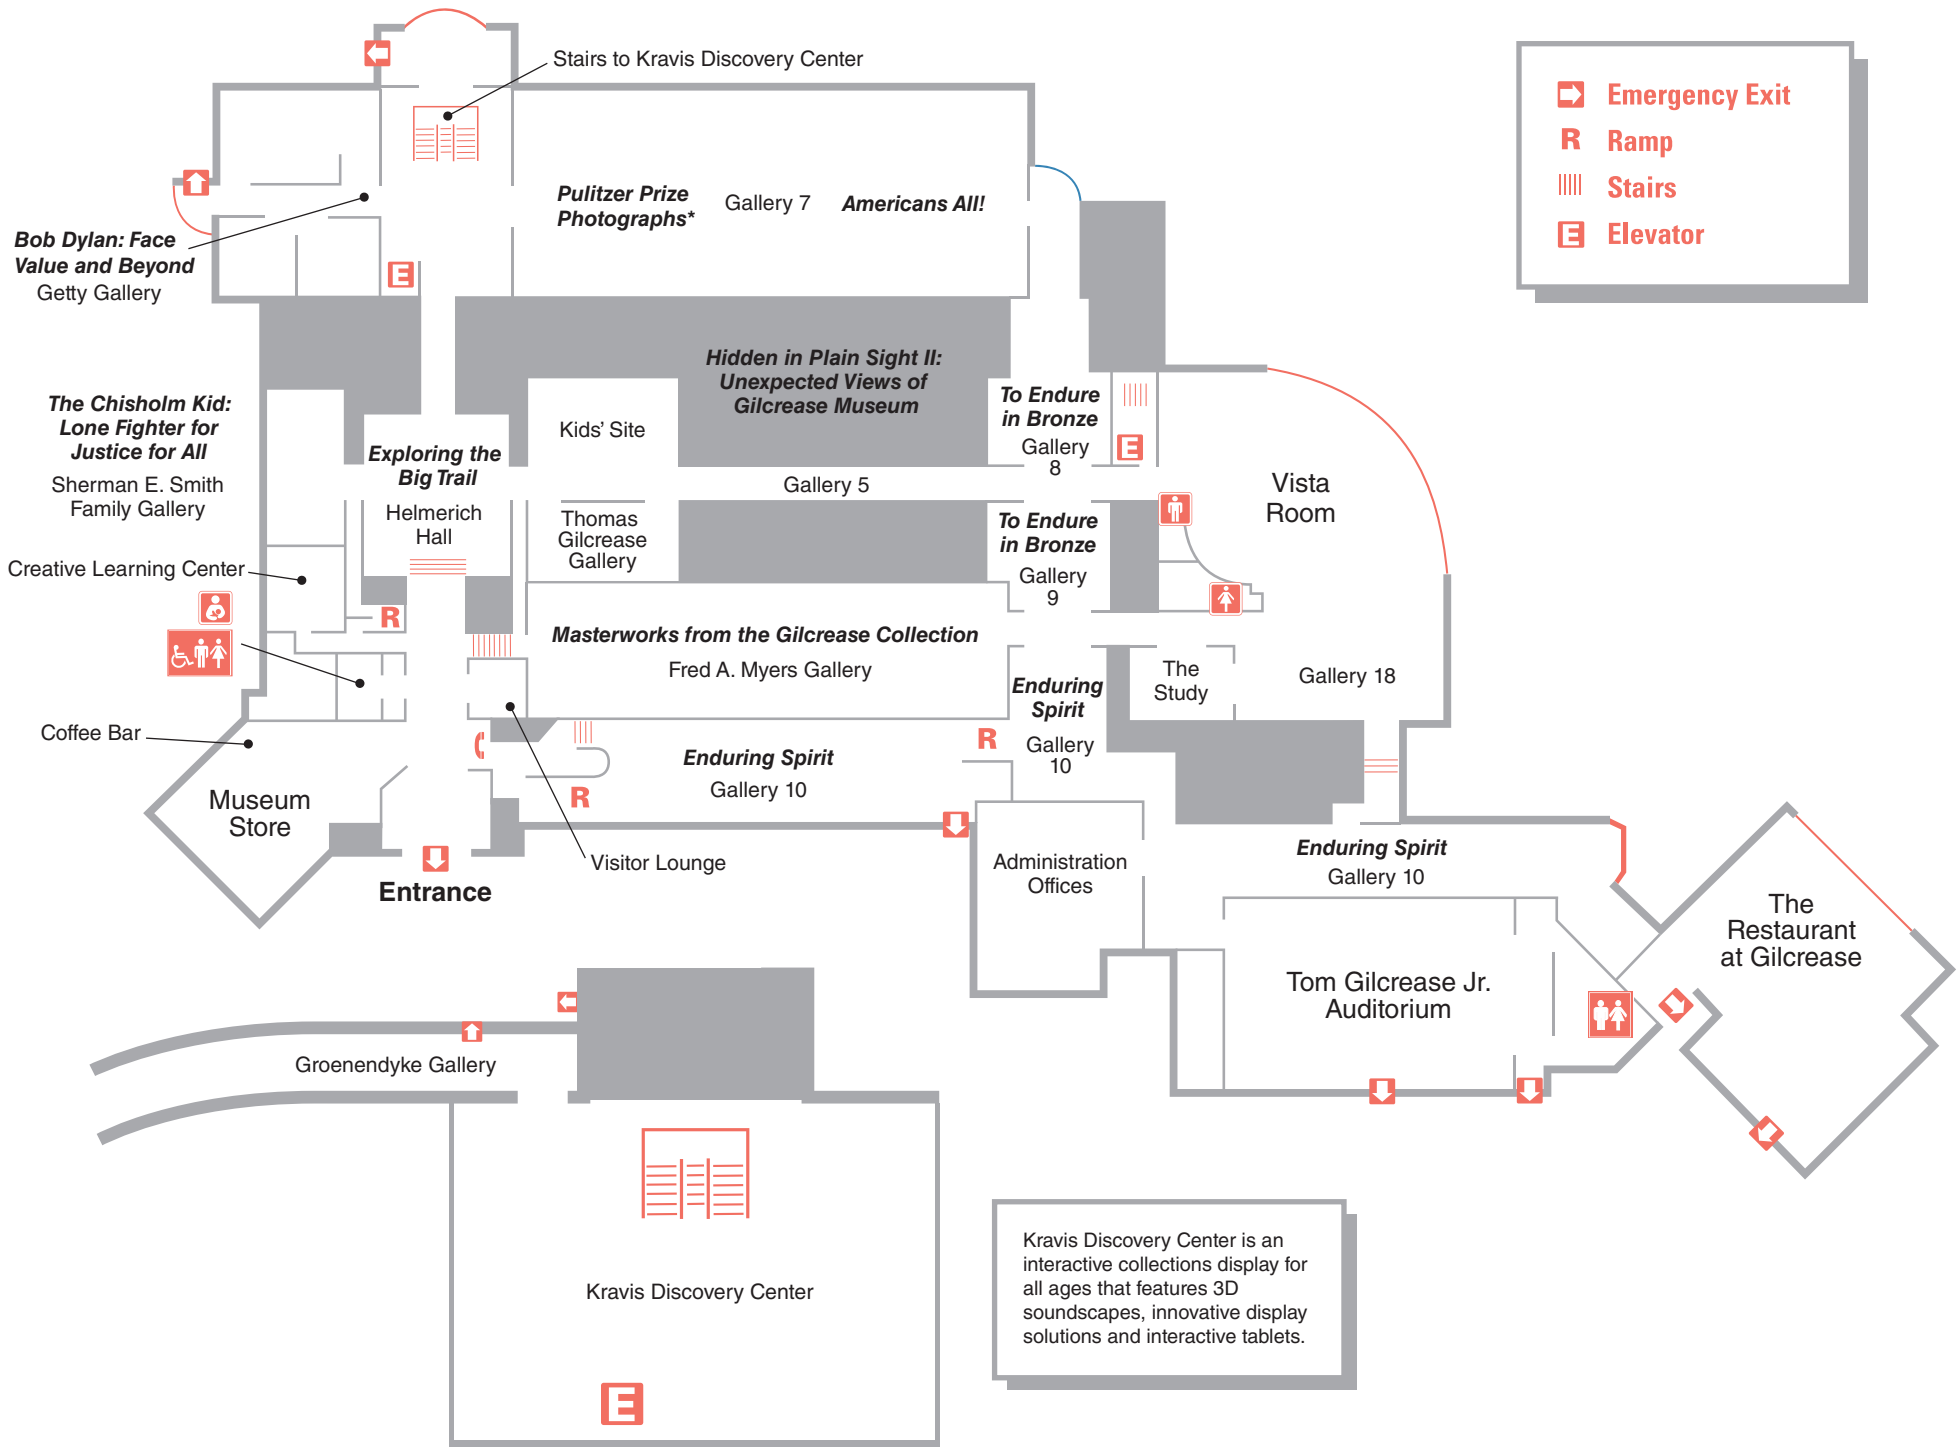 Stairs to Kravis Discovery Center
Emergency Exit
R Ramp
Stairs
E Elevator
Pulitzer Prize
Photographs*
Gallery 7
Americans All!
Bob Dylan: Face
Value and Beyond
Getty Gallery
E
Hidden in Plain Sight II:
Unexpected Views of
Gilcrease Museum
The Chisholm Kid:
Lone Fighter for
Justice for All
Sherman E. Smith
Family Gallery
Exploring the
Big Trail
Helmerich
Hall
Kids' Site
Gallery 5
To Endure
in Bronze
Gallery
8
E
Vista
Room
Thomas
Gilcrease
Gallery
To Endure
in Bronze
Gallery
9
Creative Learning Center
R
Masterworks from the Gilcrease Collection
Fred A. Myers Gallery
The
Study
Gallery 18
Enduring
Spirit
Gallery
10
R
Coffee Bar
Enduring Spirit
Gallery 10
R
Museum
Store
Visitor Lounge
Entrance
Administration
Offices
Enduring Spirit
Gallery 10
The
Restaurant
at Gilcrease
Tom Gilcrease Jr.
Auditorium
Groenendyke Gallery
Kravis Discovery Center
E
Kravis Discovery Center is an
interactive collections display for
all ages that features 3D
soundscapes, innovative display
solutions and interactive tablets.